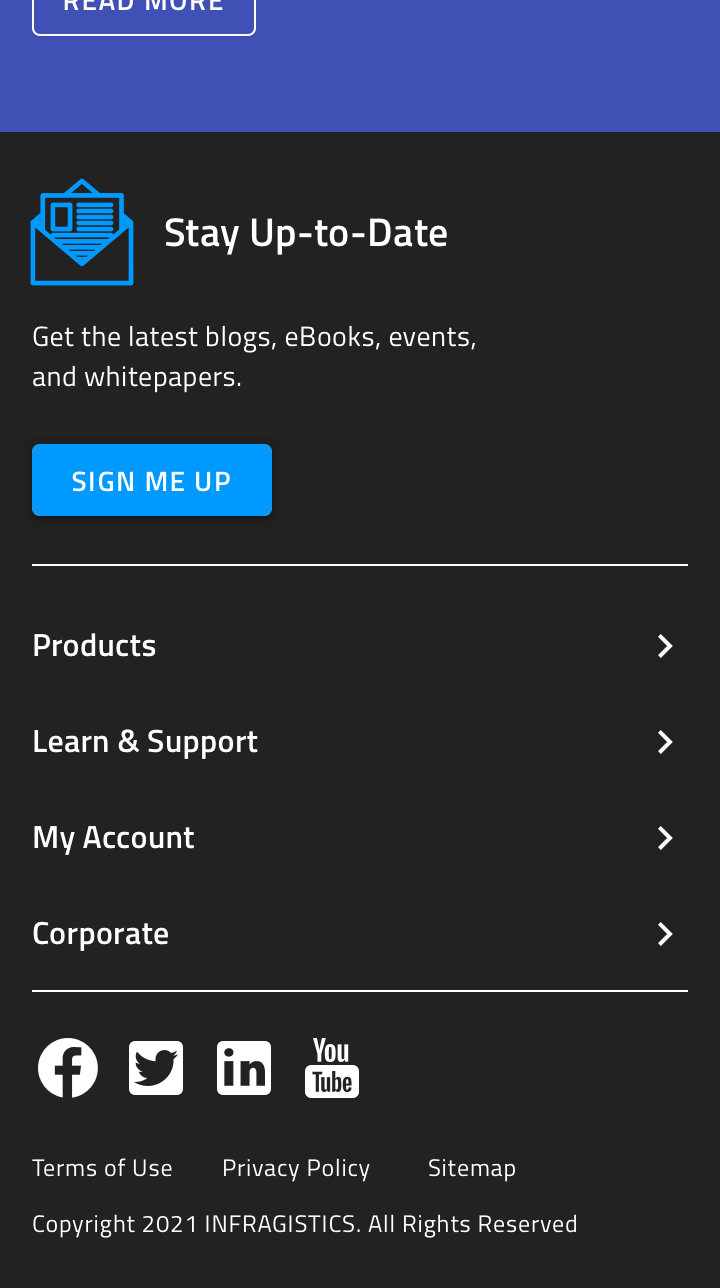 READ MORE
Stay Up-to-Date
Get the latest blogs, eBooks, events,
and whitepapers.
SIGN ME UP
Products
Learn & Support
My Account
Corporate
f in You
Tube
Terms of Use Privacy Policy Sitemap
Copyright 2021 INFRAGISTICS. All Rights Reserved